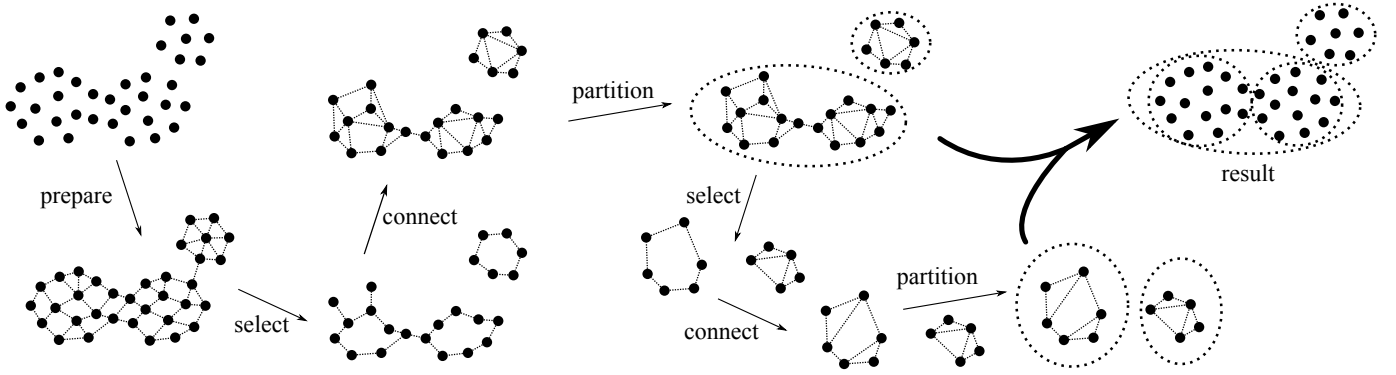 prepare
select
connect
partition
select
connect
partition
result